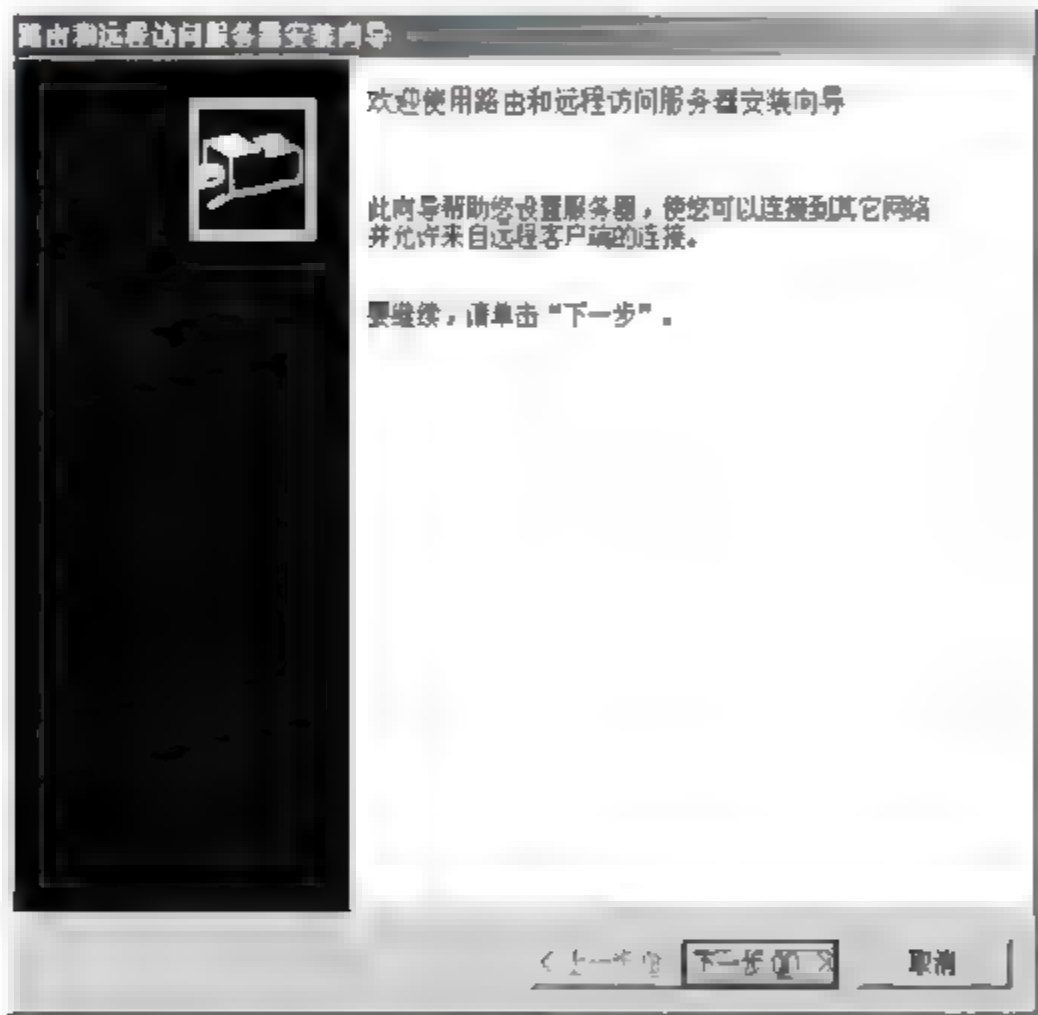 路由和远程访问服务器安装向导
欢迎使用路由和远程访问服务器安装向导
此向导帮助您设置服务器，使您可以连接到其它网络
并允许来自远程客户端的连接。
要继续，请单击“下一步”。
< 上一步(B) 下一步(N) > 取消